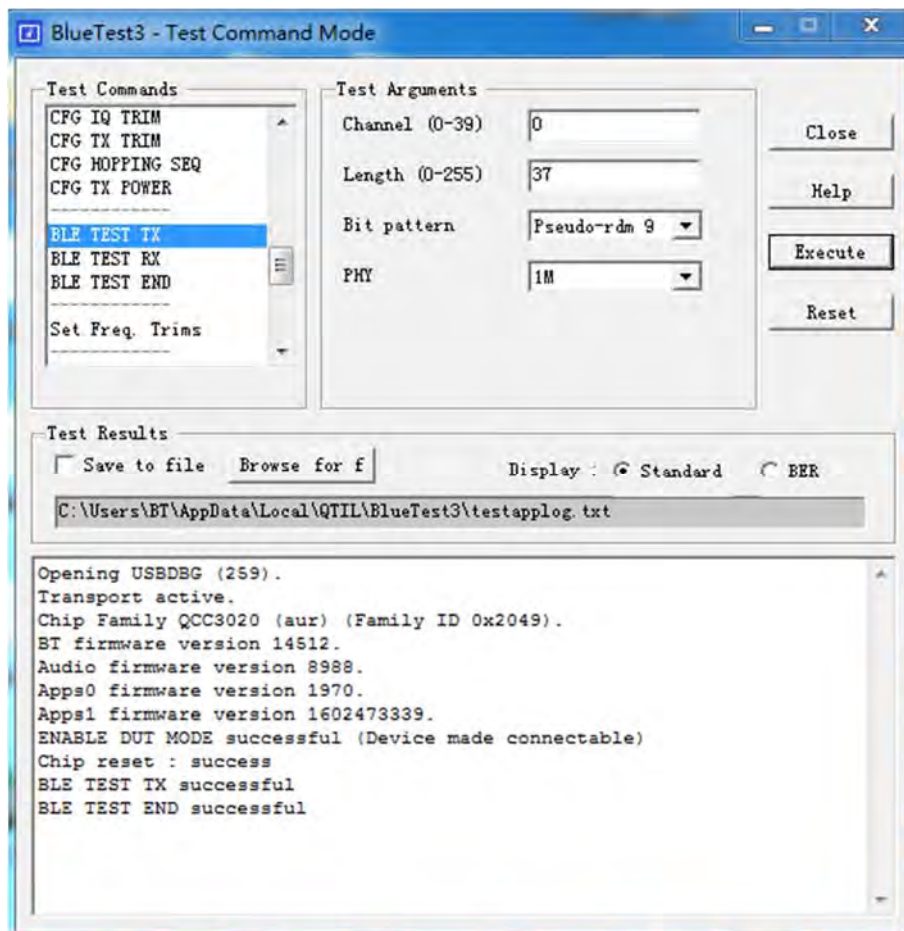 BlueTest3 - Test Command Mode
Test Commands
CFG IQ TRIM
CFG TX TRIM
CFG HOPPING SEQ
CFG TX POWER
------------
BLE TEST TX
BLE TEST RX
BLE TEST END
------------
Set Freq. Trims
------------
Test Arguments
Channel (0-39) 0
Length (0-255) 37
Bit pattern Pseudo-rdm 9
PHY 1M
Close
Help
Execute
Reset
Test Results
Save to file Browse for f Display : Standard BER
C:\Users\BT\AppData\Local\QTIL\BlueTest3\testapplog.txt
Opening USBDBG (259).
Transport active.
Chip Family QCC3020 (aur) (Family ID 0x2049).
BT firmware version 14512.
Audio firmware version 8988.
Apps0 firmware version 1970.
Apps1 firmware version 1602473339.
ENABLE DUT MODE successful (Device made connectable)
Chip reset : success
BLE TEST TX successful
BLE TEST END successful